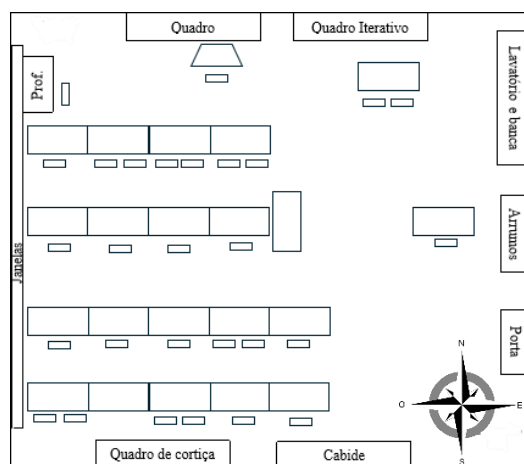 Quadro
Quadro Iterativo
Prof.
Lavatório e banca
Arrumos
Janelas
Porta
N
O
E
S
Quadro de cortiça
Cabide